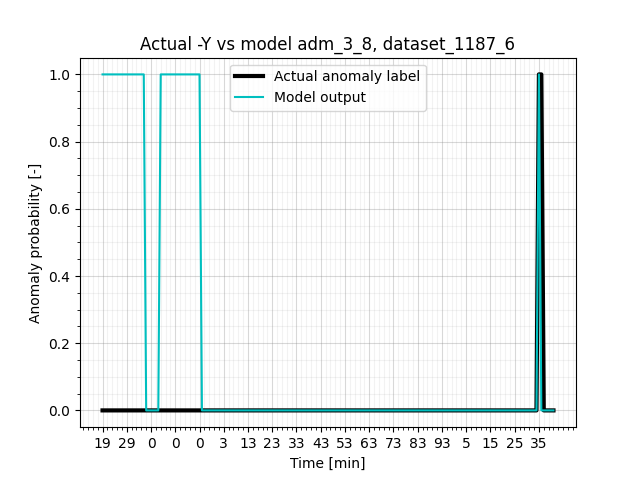 Actual -Y vs model adm_3_8, dataset_1187_6
Actual anomaly label
Model output
Anomaly probability [-]
1.0
0.8
0.6
0.4
0.2
0.0
19 29 0 0 0 3 13 23 33 43 53 63 73 83 93 5 15 25 35
Time [min]